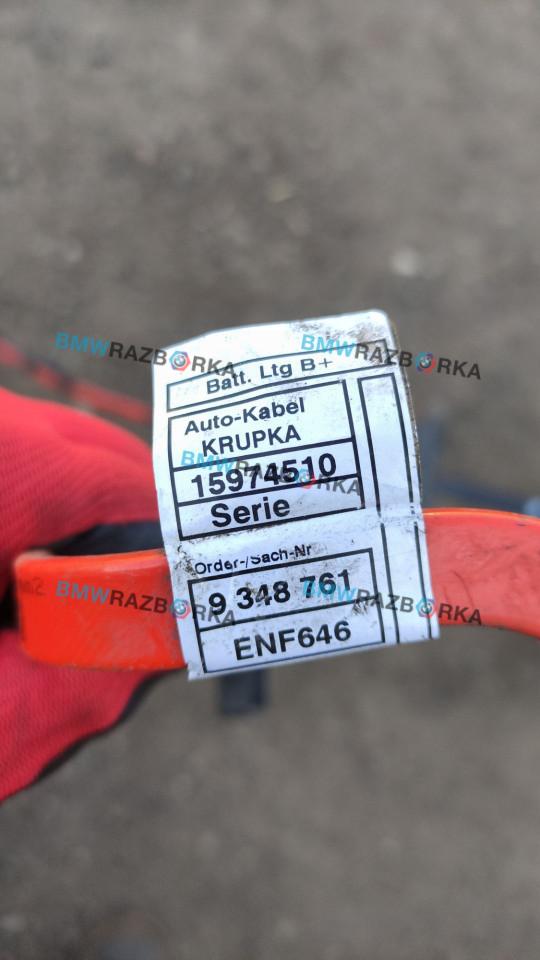 BMWRAZBORKA
BMWRAZBORKA
Batt. Ltg B+
Auto-Kabel
KRUPKA
BMWRAZBORKA
15974510
Serie
Order-/Sach-Nr
9 348 761
BMWRAZBORKA
BMWRAZBORKA
ENF646